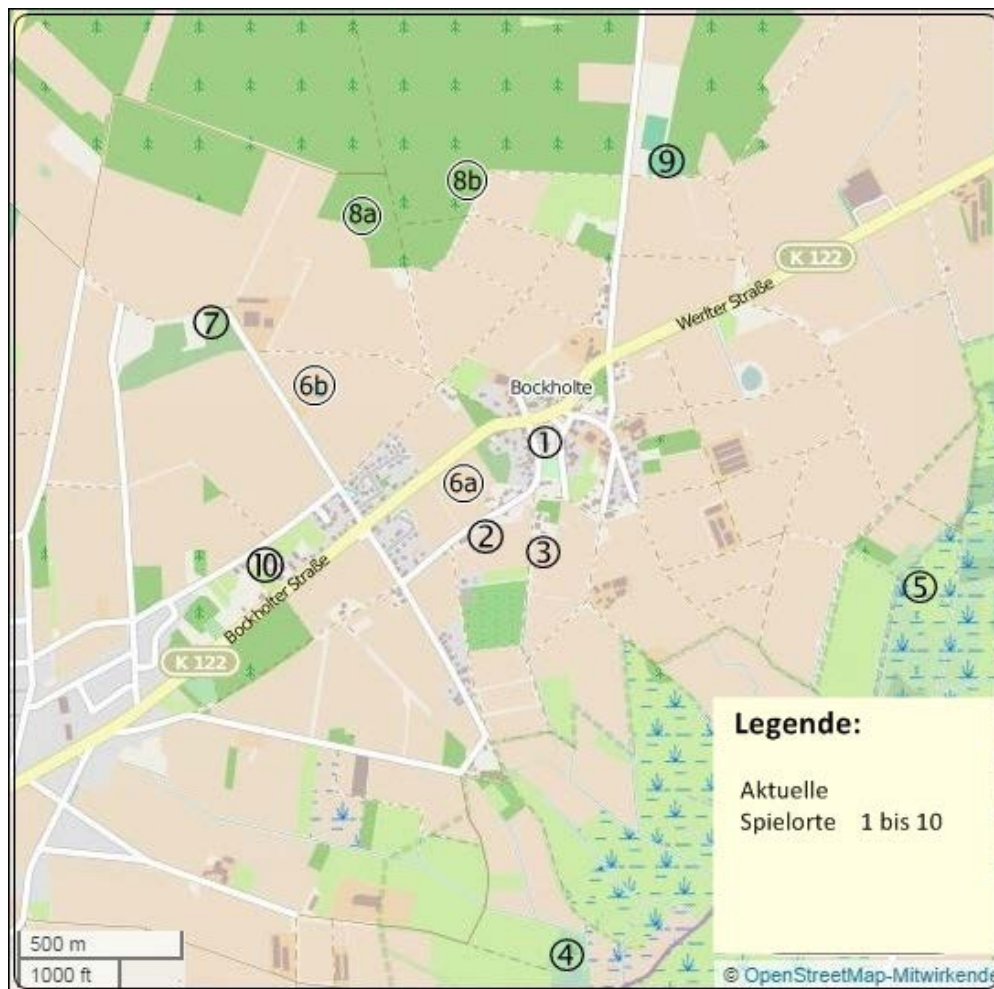 9
8b
8a
K 122
Werlter Straße
7
6b
Bockholte
1
6a
2
3
10
5
Bockholter Straße
K 122
Legende:
Aktuelle
Spielorte 1 bis 10
4
500 m
1000 ft
© OpenStreetMap-Mitwirkende